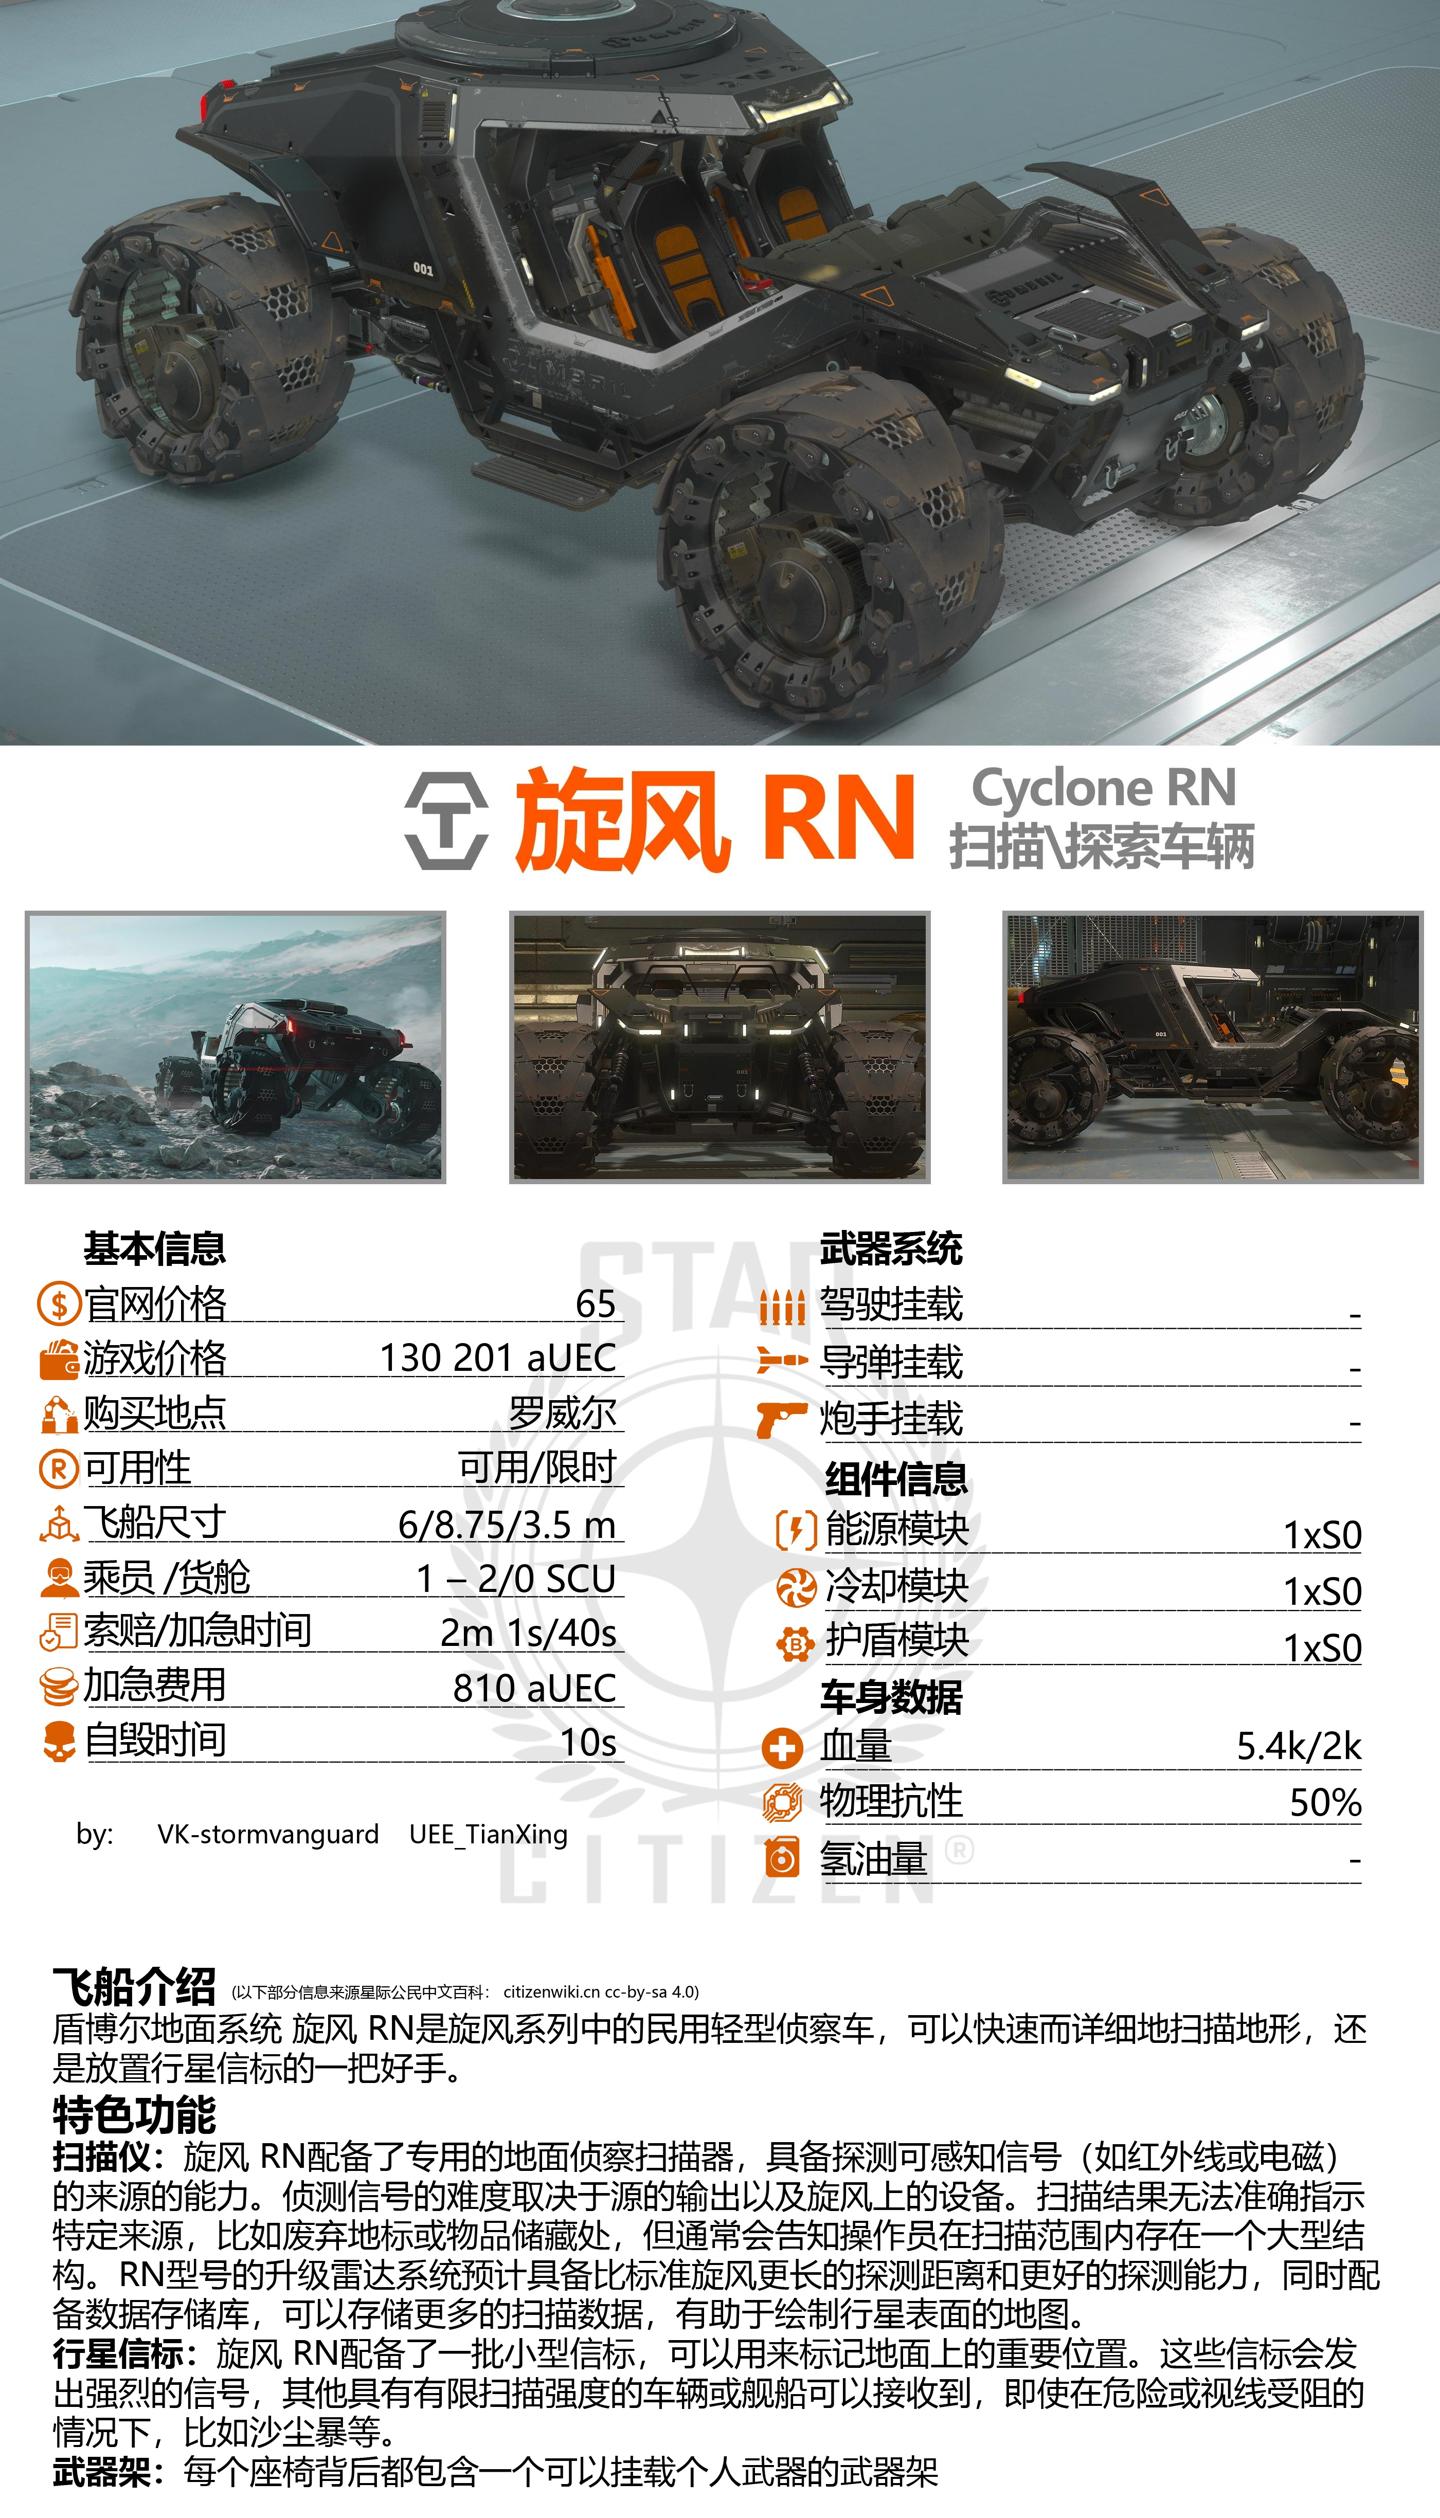 001
TUMBRIL
旋风 RN
Cyclone RN
扫描\探索车辆
001
001
STAR
CITIZEN®
基本信息
官网价格 65
游戏价格 130 201 aUEC
购买地点 罗威尔
可用性 可用/限时
飞船尺寸 6/8.75/3.5 m
乘员 /货舱 1 – 2/0 SCU
索赔/加急时间 2m 1s/40s
加急费用 810 aUEC
自毁时间 10s
by: VK-stormvanguard UEE_TianXing
武器系统
驾驶挂载 -
导弹挂载 -
炮手挂载 -
组件信息
能源模块 1xS0
冷却模块 1xS0
护盾模块 1xS0
车身数据
血量 5.4k/2k
物理抗性 50%
氢油量 -
飞船介绍 (以下部分信息来源星际公民中文百科： citizenwiki.cn cc-by-sa 4.0)
盾博尔地面系统 旋风 RN是旋风系列中的民用轻型侦察车，可以快速而详细地扫描地形，还
是放置行星信标的一把好手。
特色功能
扫描仪：旋风 RN配备了专用的地面侦察扫描器，具备探测可感知信号（如红外线或电磁）
的来源的能力。侦测信号的难度取决于源的输出以及旋风上的设备。扫描结果无法准确指示
特定来源，比如废弃地标或物品储藏处，但通常会告知操作员在扫描范围内存在一个大型结
构。RN型号的升级雷达系统预计具备比标准旋风更长的探测距离和更好的探测能力，同时配
备数据存储库，可以存储更多的扫描数据，有助于绘制行星表面的地图。
行星信标：旋风 RN配备了一批小型信标，可以用来标记地面上的重要位置。这些信标会发
出强烈的信号，其他具有有限扫描强度的车辆或舰船可以接收到，即使在危险或视线受阻的
情况下，比如沙尘暴等。
武器架：每个座椅背后都包含一个可以挂载个人武器的武器架